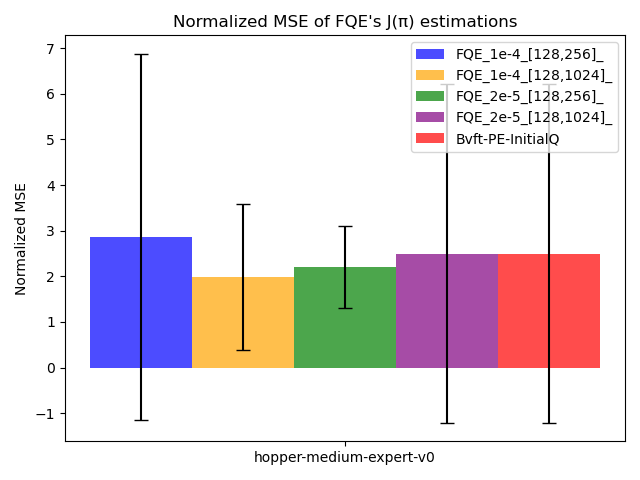 Normalized MSE of FQE's J(π) estimations
7
6
5
4
3
2
1
0
−1
Normalized MSE
FQE_1e-4_[128,256]_
FQE_1e-4_[128,1024]_
FQE_2e-5_[128,256]_
FQE_2e-5_[128,1024]_
Bvft-PE-InitialQ
hopper-medium-expert-v0